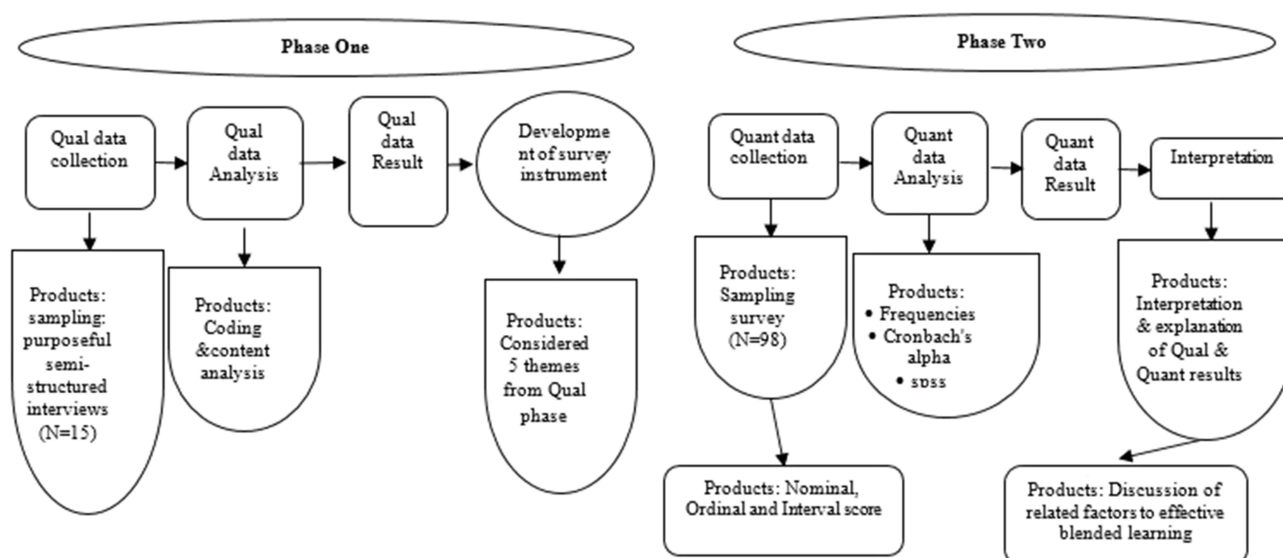 Phase One
Qual data
collection
Qual
data
Analysis
Qual
data
Result
Developme
nt of survey
instrument
Products:
sampling:
purposeful
semi-
structured
interviews
(N=15)
Products:
Coding
&content
analysis
Products:
Considered
5 themes
from Qual
phase
Phase Two
Quant data
collection
Quant
data
Analysis
Quant
data
Result
Interpretation
Products:
Sampling
survey
(N=98)
Products:
• Frequencies
• Cronbach's
alpha
• spss
Products:
Interpretation
& explanation
of Qual &
Quant results
Products: Nominal,
Ordinal and Interval score
Products: Discussion of
related factors to effective
blended learning